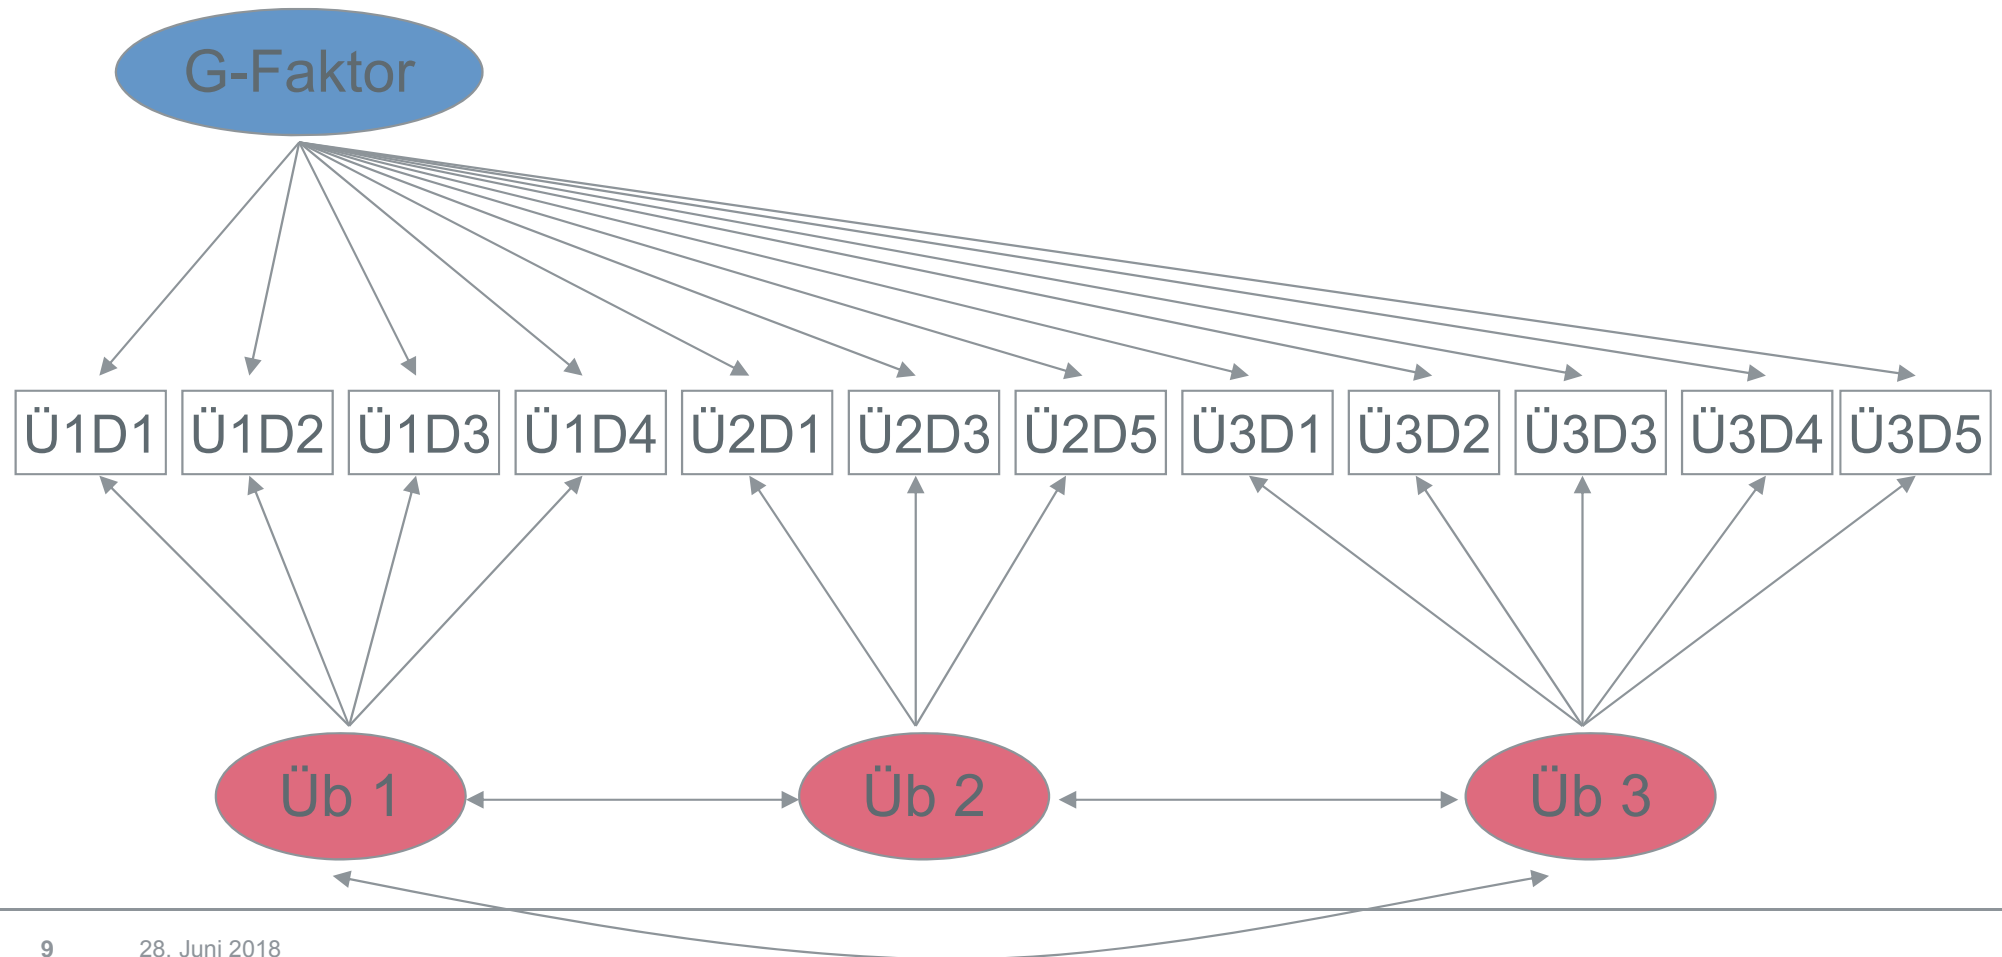 G-Faktor
Ü1D1 Ü1D2 Ü1D3 Ü1D4 Ü2D1 Ü2D3 Ü2D5 Ü3D1 Ü3D2 Ü3D3 Ü3D4 Ü3D5
Üb 1 Üb 2 Üb 3
9 28. Juni 2018